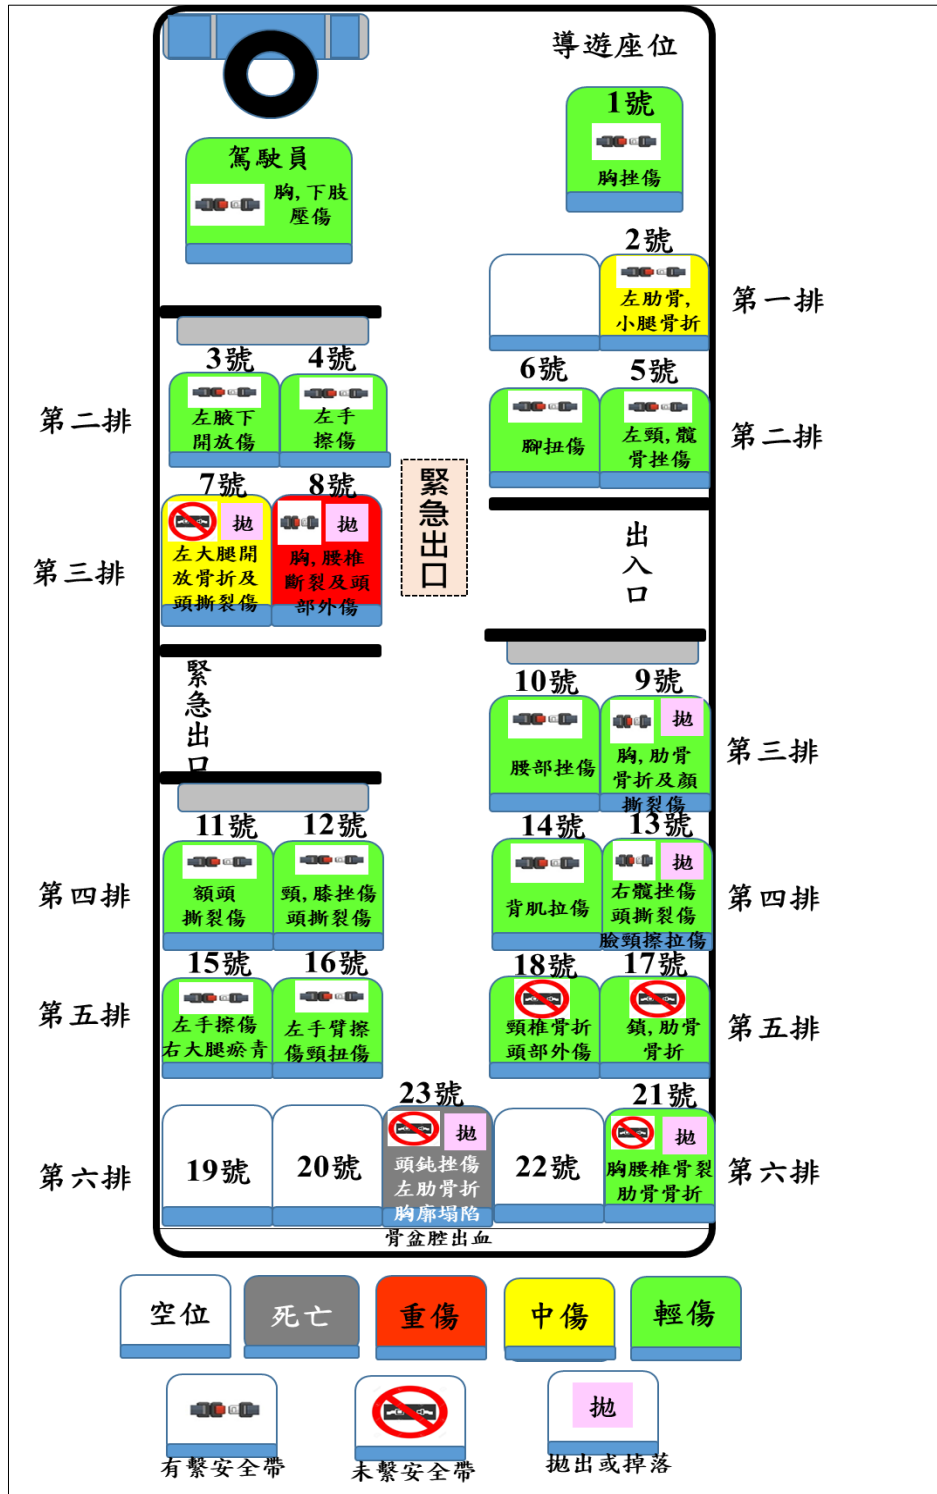 導遊座位
1號
胸挫傷
駕駛員
胸,下肢
壓傷
2號
左肋骨,
小腿骨折
第一排
3號
左腋下
開放傷
4號
左手
擦傷
6號
腳扭傷
5號
左頸,髖
骨挫傷
第二排
第二排
7號
拋
左大腿開
放骨折及
頭撕裂傷
8號
拋
胸,腰椎
斷裂及頭
部外傷
第三排
緊急出口
出入口
緊急出口
10號
腰部挫傷
9號
拋
胸,肋骨
骨折及顏
撕裂傷
第三排
11號
額頭
撕裂傷
12號
頸,膝挫傷
頭撕裂傷
14號
背肌拉傷
13號
拋
右髖挫傷
頭撕裂傷
臉頸擦拉傷
第四排
第四排
15號
左手擦傷
右大腿瘀青
16號
左手臂擦
傷頸扭傷
18號
頸椎骨折
頭部外傷
17號
鎖,肋骨
骨折
第五排
第五排
19號
20號
23號
拋
頭鈍挫傷
左肋骨折
胸廓塌陷
骨盆腔出血
22號
21號
拋
胸腰椎骨裂
肋骨骨折
第六排
第六排
空位
死亡
重傷
中傷
輕傷
有繫安全帶
未繫安全帶
拋
拋出或掉落